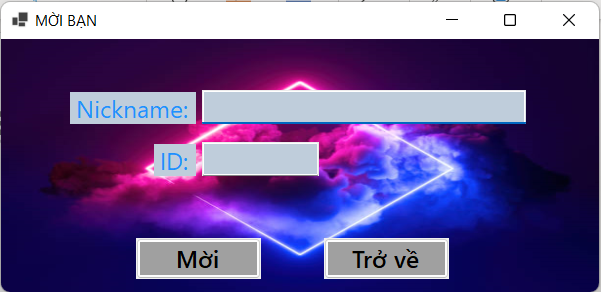 MỜI BẠN
Nickname:
ID:
Mời Trở về